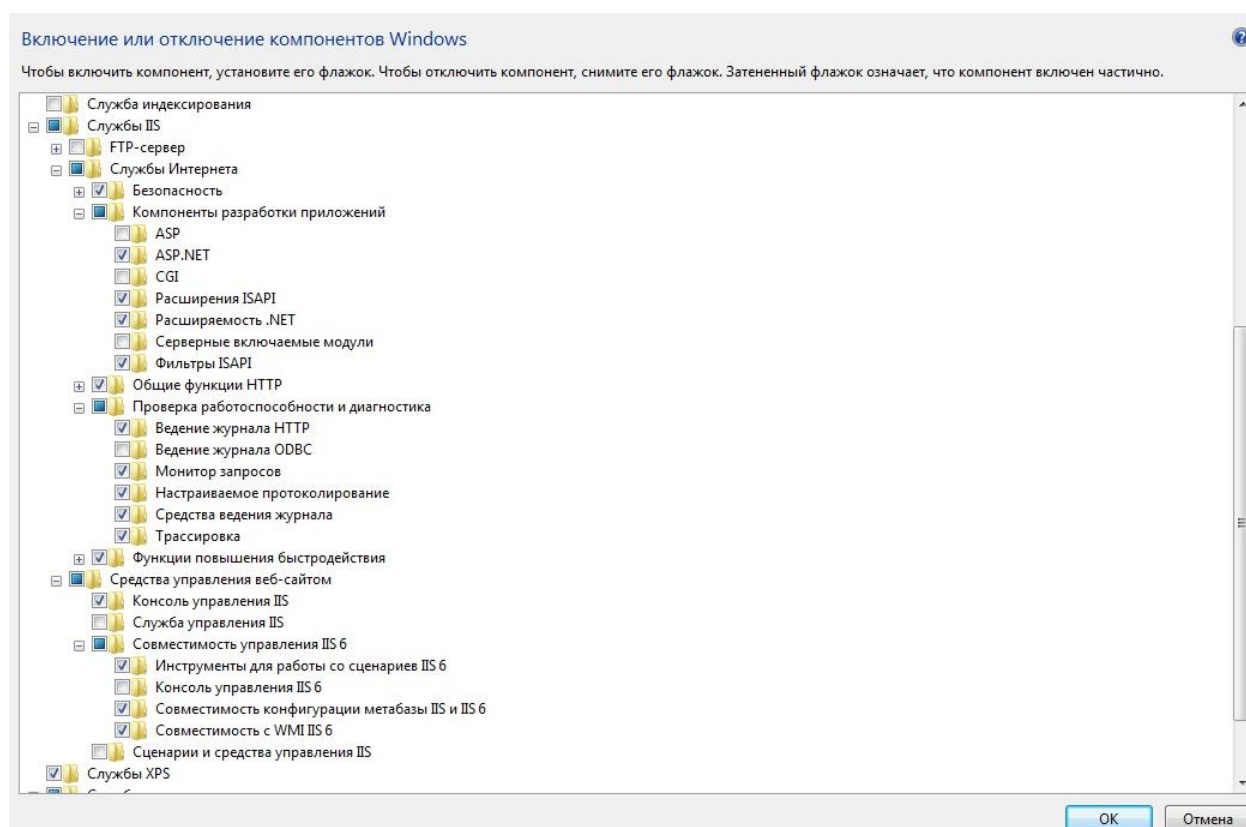 Включение или отключение компонентов Windows
Чтобы включить компонент, установите его флажок. Чтобы отключить компонент, снимите его флажок. Затененный флажок означает, что компонент включен частично.
Служба индексирования
Службы IIS
FTP-сервер
Службы Интернета
Безопасность
Компоненты разработки приложений
ASP
ASP.NET
CGI
Расширения ISAPI
Расширяемость .NET
Серверные включаемые модули
Фильтры ISAPI
Общие функции HTTP
Проверка работоспособности и диагностика
Ведение журнала HTTP
Ведение журнала ODBC
Монитор запросов
Настраиваемое протоколирование
Средства ведения журнала
Трассировка
Функции повышения быстродействия
Средства управления веб-сайтом
Консоль управления IIS
Служба управления IIS
Совместимость управления IIS 6
Инструменты для работы со сценариев IIS 6
Консоль управления IIS 6
Совместимость конфигурации метабазы IIS и IIS 6
Совместимость с WMI IIS 6
Сценарии и средства управления IIS
Службы XPS
OK Отмена